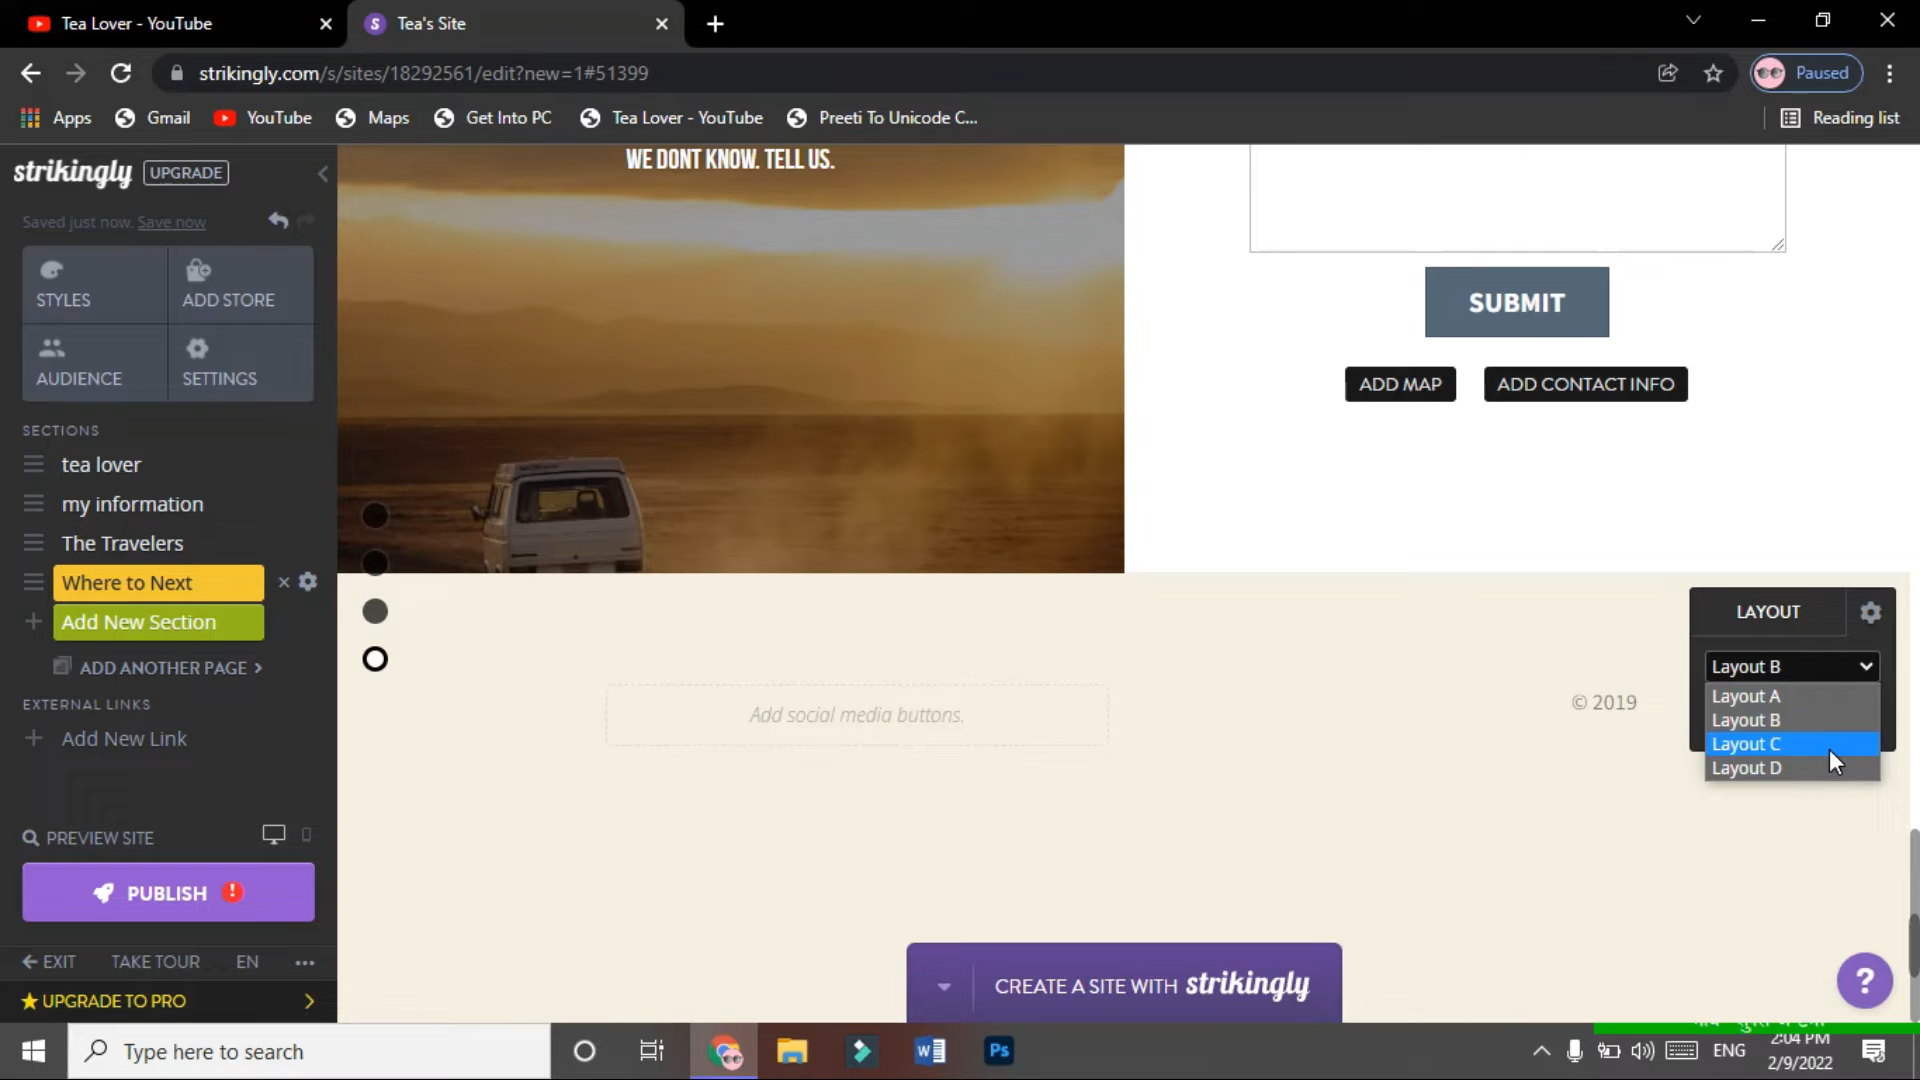 Tea Lover - YouTube
Tea's Site
strikingly.com/s/sites/18292561/edit?new=1#51399
Paused
Apps
Gmail
YouTube
Maps
Get Into PC
Tea Lover - YouTube
Preeti To Unicode C...
Reading list
strikingly
UPGRADE
Saved just now. Save now
STYLES
ADD STORE
AUDIENCE
SETTINGS
SECTIONS
tea lover
my information
The Travelers
Where to Next
Add New Section
ADD ANOTHER PAGE >
EXTERNAL LINKS
Add New Link
PREVIEW SITE
PUBLISH
EXIT
TAKE TOUR
EN
UPGRADE TO PRO
WE DONT KNOW. TELL US.
SUBMIT
ADD MAP
ADD CONTACT INFO
LAYOUT
Layout B
Layout A
Layout B
Layout C
Layout D
Add social media buttons.
© 2019
CREATE A SITE WITH strikingly
?
Type here to search
ENG
2:04 PM
2/9/2022